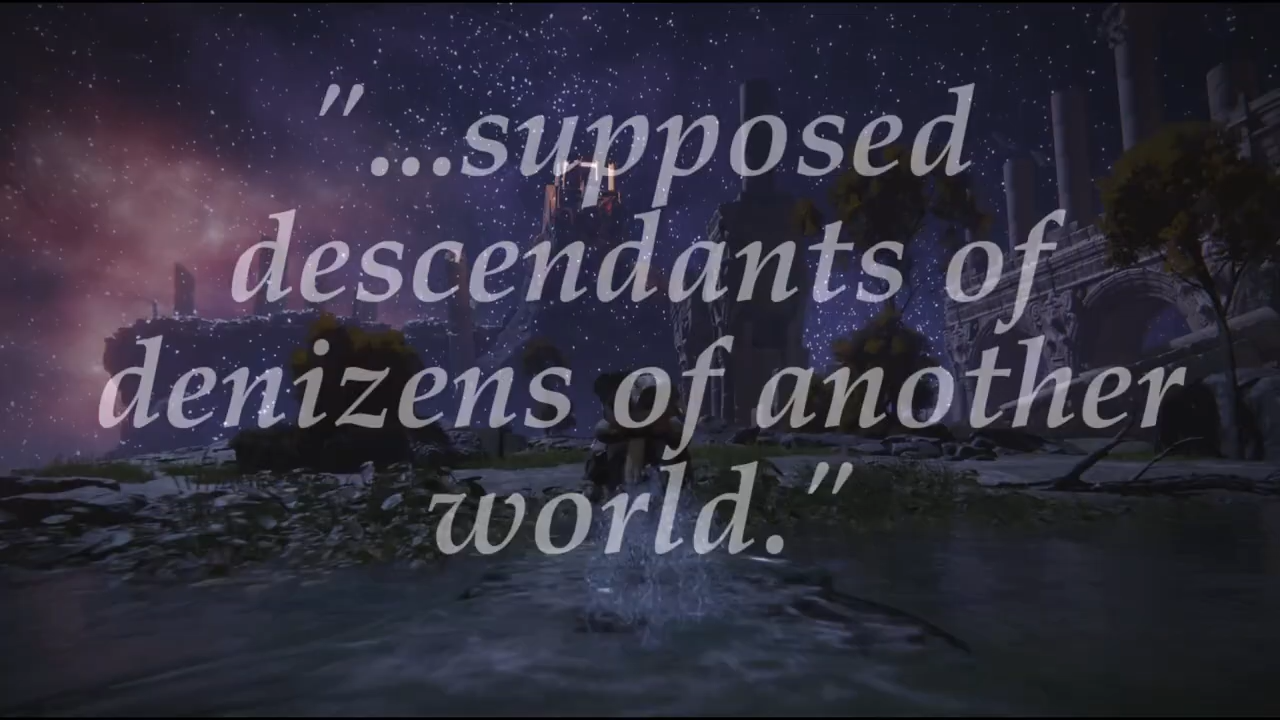 "...supposed
descendants of
denizens of another
world."